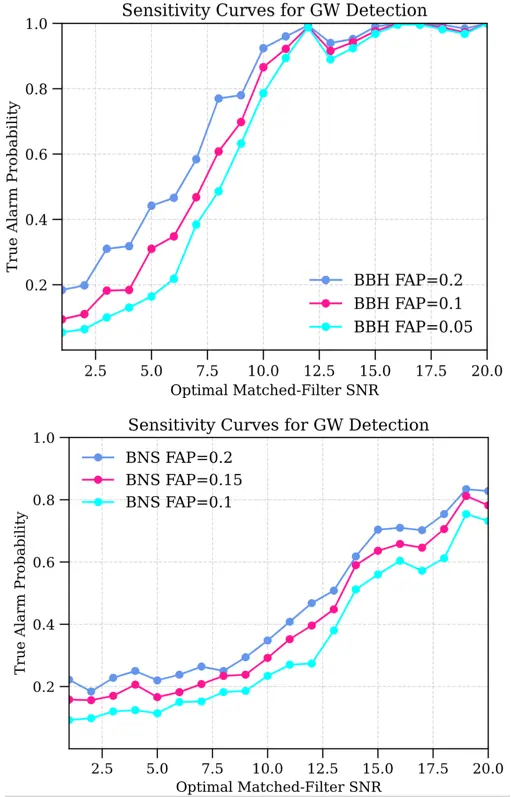 Sensitivity Curves for GW Detection
1.0
0.8
0.6
0.4
0.2
True Alarm Probability
BBH FAP=0.2
BBH FAP=0.1
BBH FAP=0.05
2.5 5.0 7.5 10.0 12.5 15.0 17.5 20.0
Optimal Matched-Filter SNR
Sensitivity Curves for GW Detection
1.0
0.8
0.6
0.4
0.2
True Alarm Probability
BNS FAP=0.2
BNS FAP=0.15
BNS FAP=0.1
2.5 5.0 7.5 10.0 12.5 15.0 17.5 20.0
Optimal Matched-Filter SNR